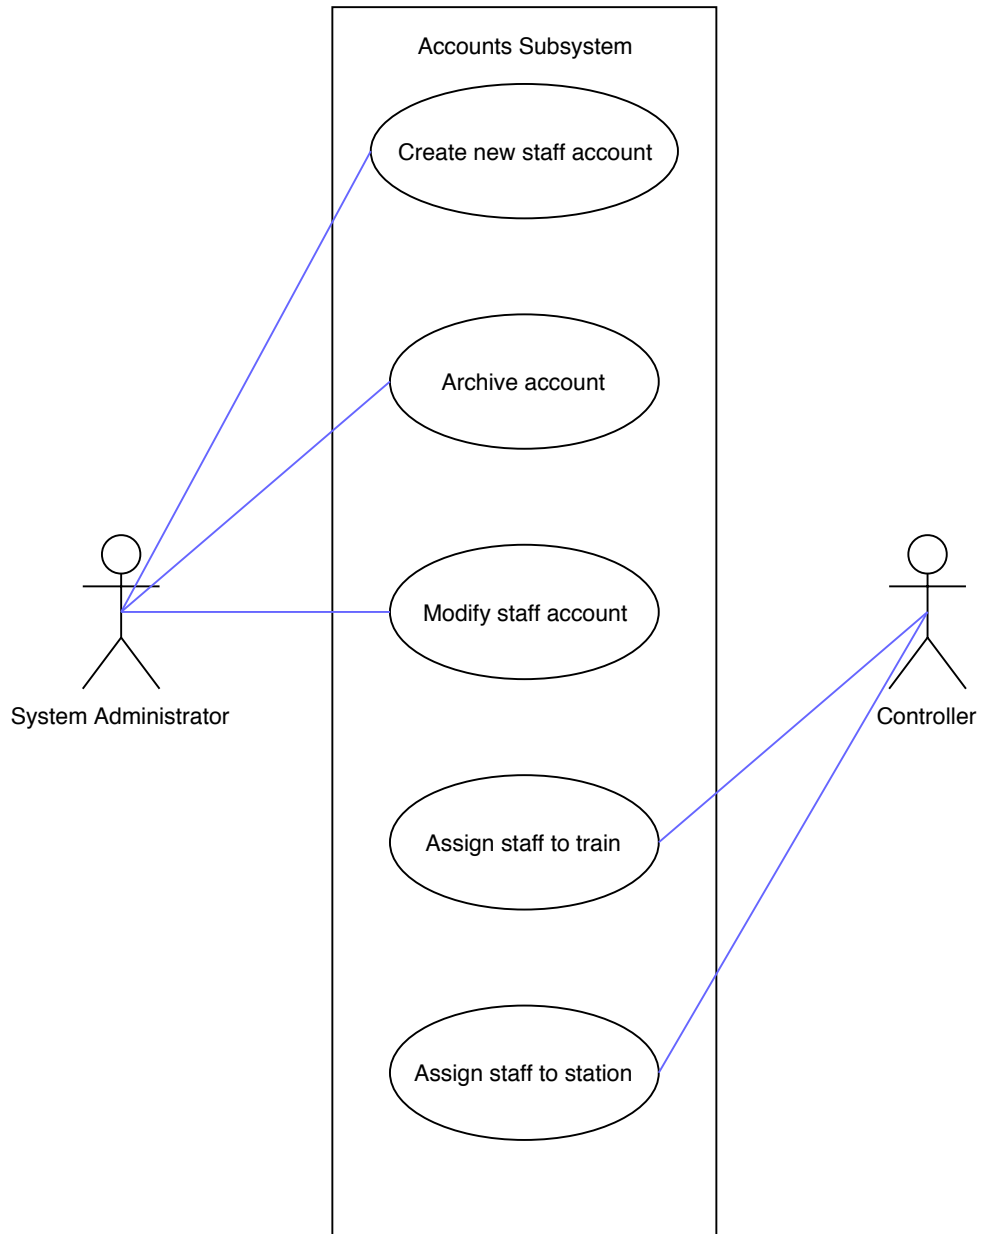 Accounts Subsystem
Create new staff account
Archive account
Modify staff account
System Administrator
Controller
Assign staff to train
Assign staff to station